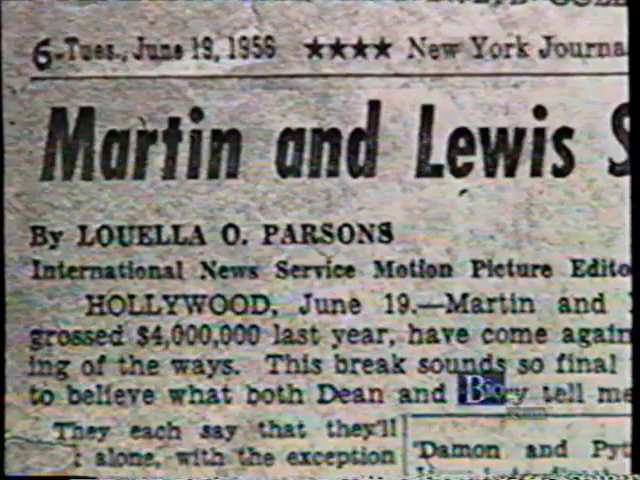 6-Tues., June 19, 1956 ★★★★ New York Journa
Martin and Lewis S
By LOUELLA O. PARSONS
International News Service Motion Picture Edito
HOLLYWOOD, June 19.—Martin and
grossed $4,000,000 last year, have come again
ing of the ways. This break sounds so final
to believe what both Dean and tell me
They each say that they'll
alone, with the exception
"Damon and Pyt